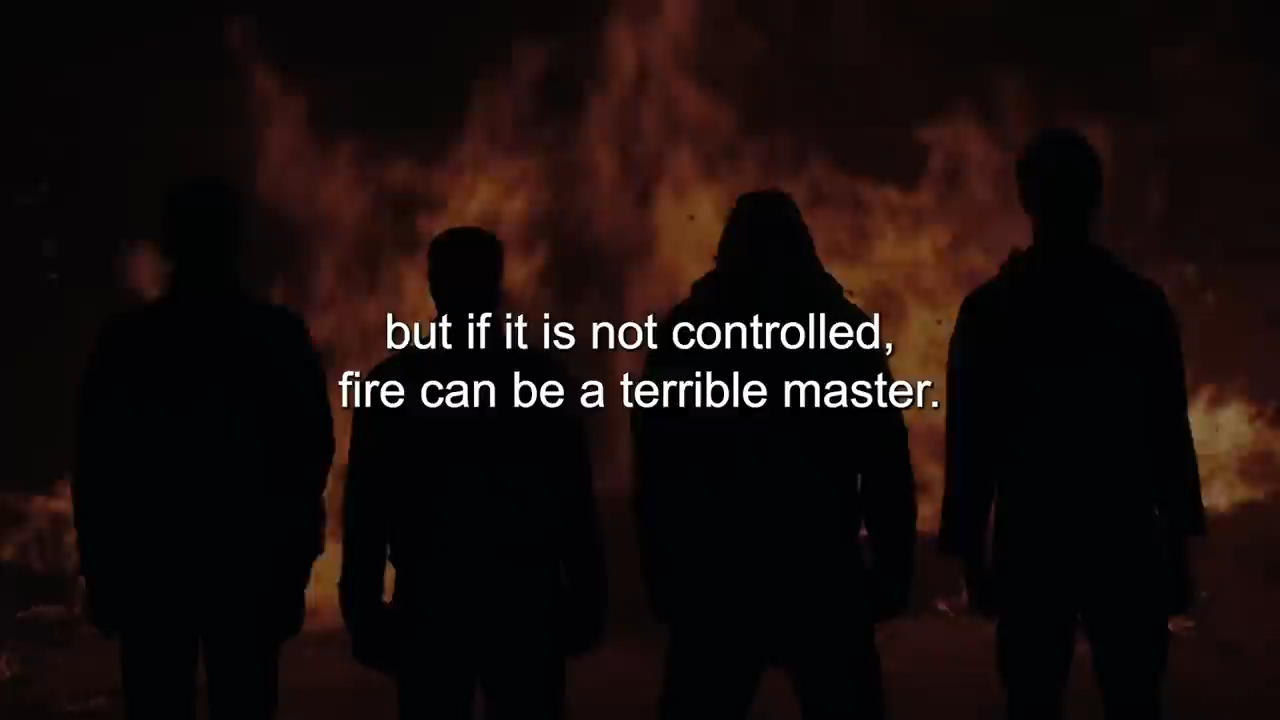 but if it is not controlled,
fire can be a terrible master.